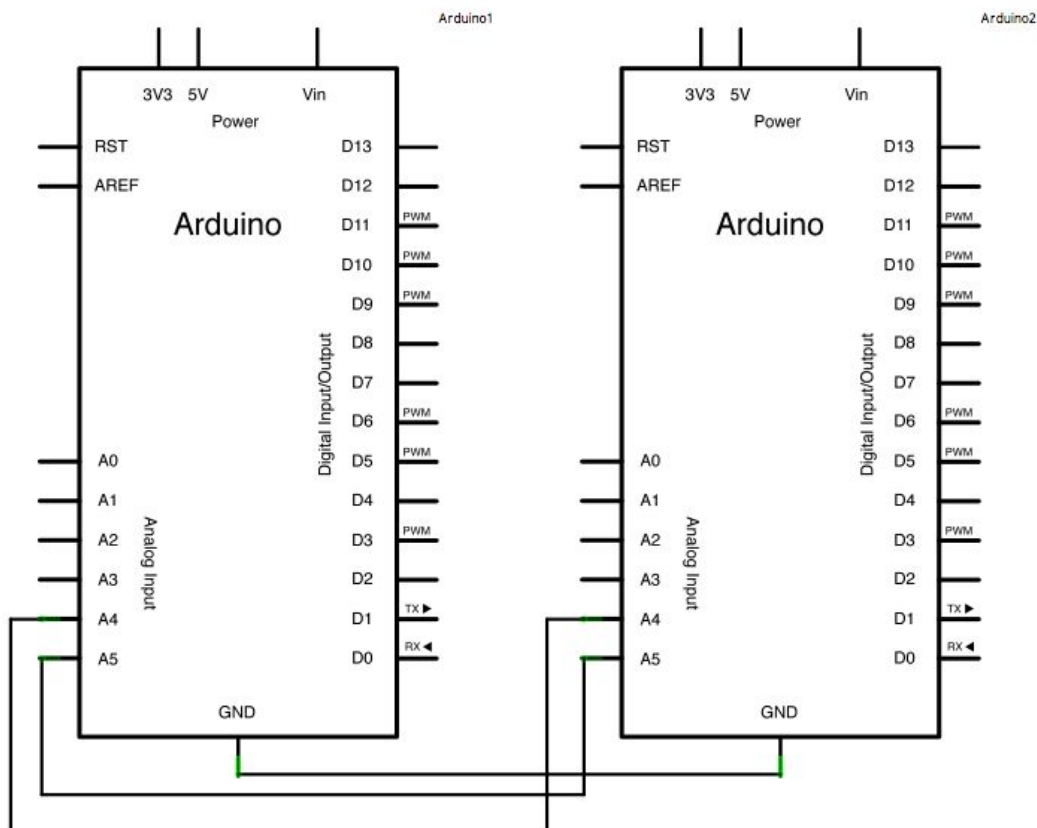 Arduino1
3V3 5V Vin
Power
RST
AREF
Arduino
D13
D12
D11 PWM
D10 PWM
D9 PWM
D8
D7
D6 PWM
D5 PWM
D4
D3 PWM
D2
D1 TX ▶
D0 RX ◀
Digital Input/Output
A0
A1
A2
A3
A4
A5
Analog Input
GND
Arduino2
3V3 5V Vin
Power
RST
AREF
Arduino
D13
D12
D11 PWM
D10 PWM
D9 PWM
D8
D7
D6 PWM
D5 PWM
D4
D3 PWM
D2
D1 TX ▶
D0 RX ◀
Digital Input/Output
A0
A1
A2
A3
A4
A5
Analog Input
GND